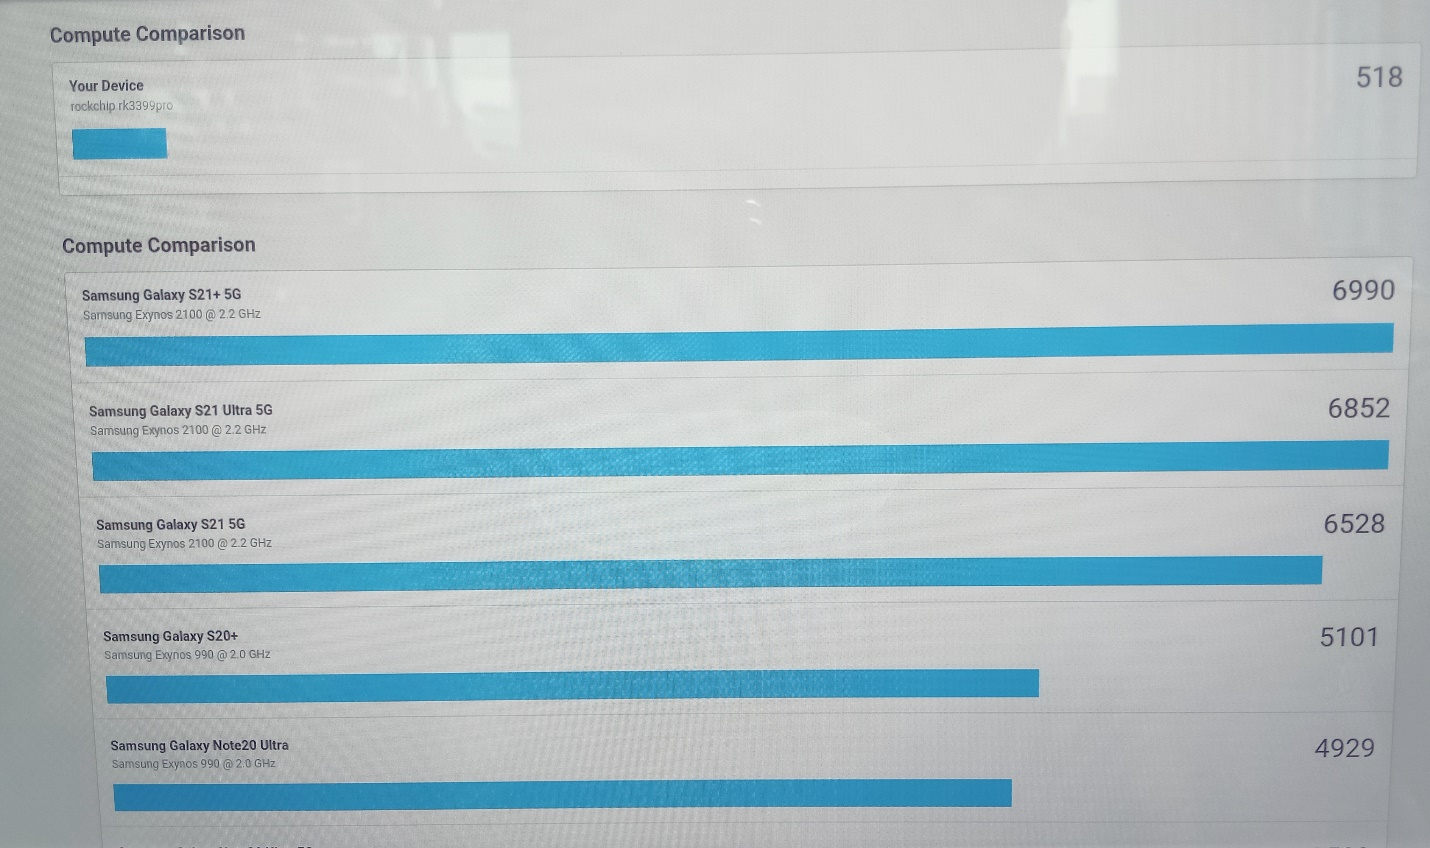 Compute Comparison
Your Device
518
rockchip rk3399pro
Compute Comparison
Samsung Galaxy S21+ 5G
6990
Samsung Exynos 2100 @ 2.2 GHz
Samsung Galaxy S21 Ultra 5G
6852
Samsung Exynos 2100 @ 2.2 GHz
Samsung Galaxy S21 5G
6528
Samsung Exynos 2100 @ 2.2 GHz
Samsung Galaxy S20+
5101
Samsung Exynos 990 @ 2.0 GHz
Samsung Galaxy Note20 Ultra
4929
Samsung Exynos 990 @ 2.0 GHz